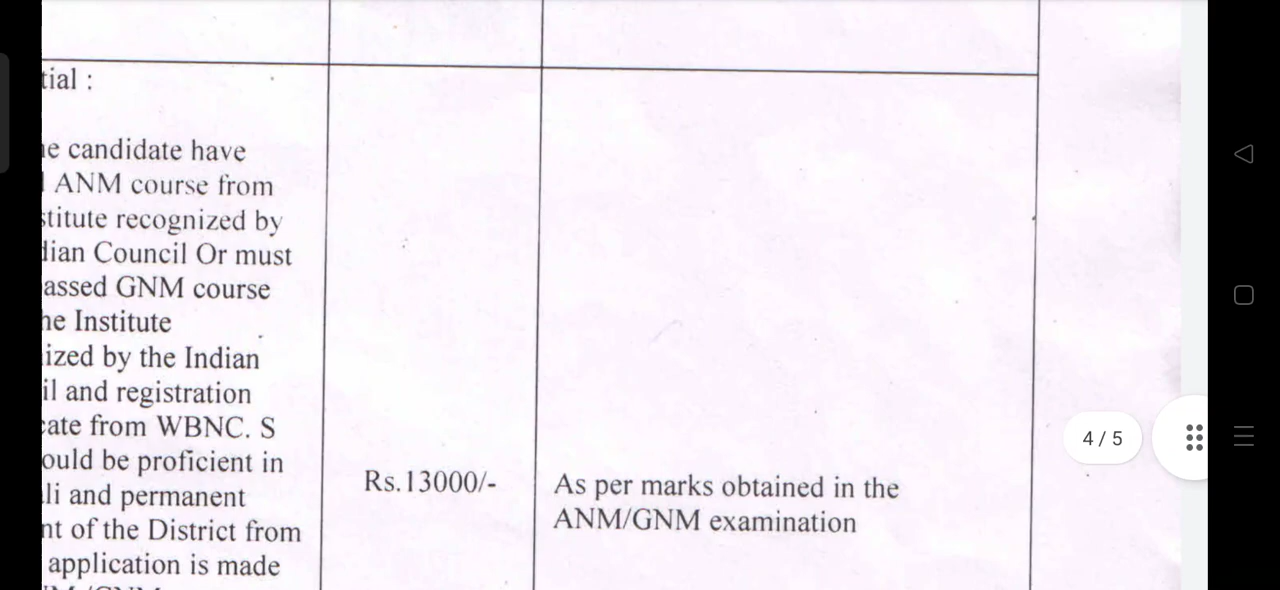 tial :
he candidate have
ANM course from
stitute recognized by
dian Council Or must
assed GNM course
he Institute
ized by the Indian
il and registration
cate from WBNC. S
ould be proficient in
li and permanent
nt of the District from
application is made
Rs.13000/-
As per marks obtained in the
ANM/GNM examination
4 / 5